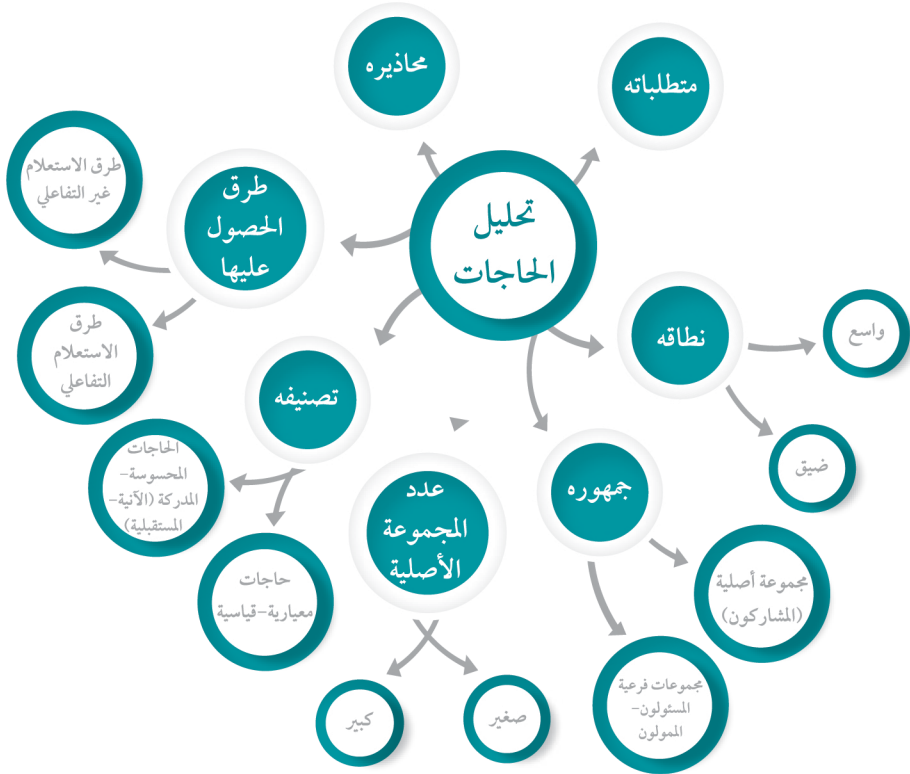 محاذيره
متطلباته
تحليل
الحاجات
طرق
الحصول
عليها
طرق الاستعلام
غير التفاعلي
طرق
الاستعلام
التفاعلي
نطاقه
واسع
ضيق
تصنيفه
الحاجات
المحسوسة-
المدركة (الآنية-
المستقبلية)
حاجات
معيارية-قياسية
عدد
المجموعة
الأصلية
كبير
صغير
جمهوره
مجموعة أصلية
(المشاركون)
مجموعات فرعية
المسئولون-
الممولون